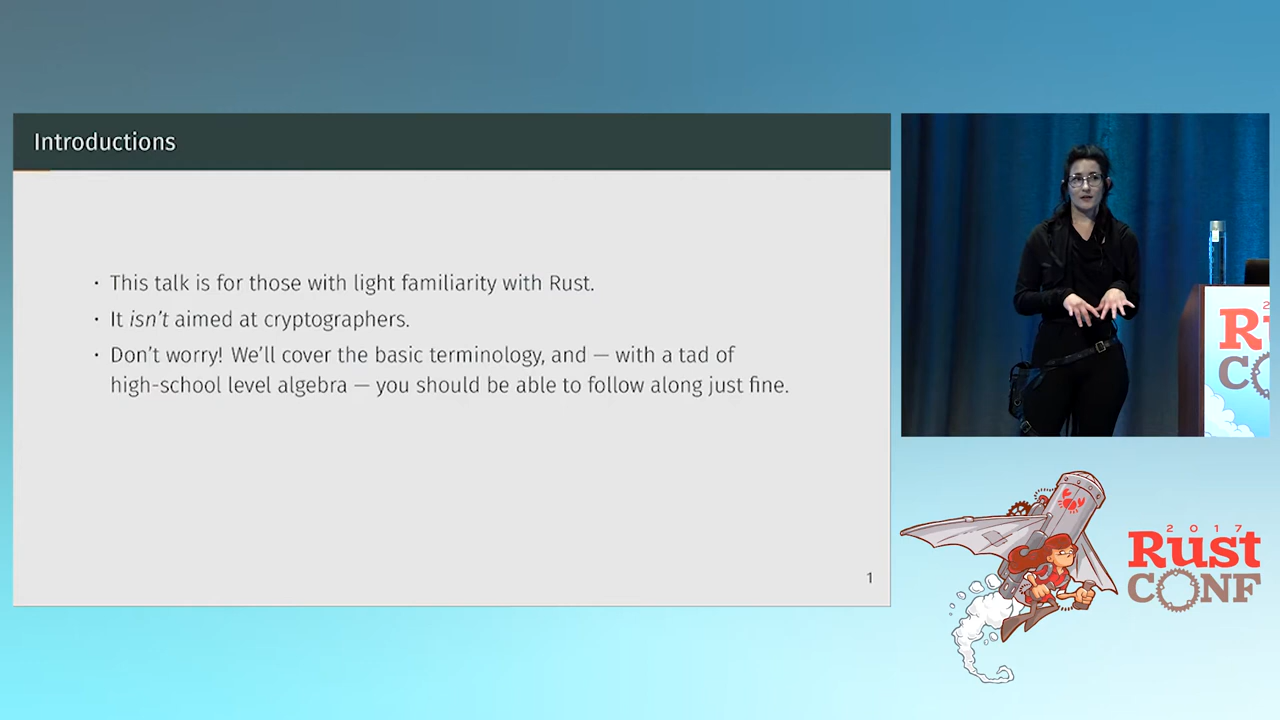 Introductions
· This talk is for those with light familiarity with Rust.
· It isn't aimed at cryptographers.
· Don't worry! We'll cover the basic terminology, and — with a tad of
high-school level algebra — you should be able to follow along just fine.
1
2017
Rust
CONF